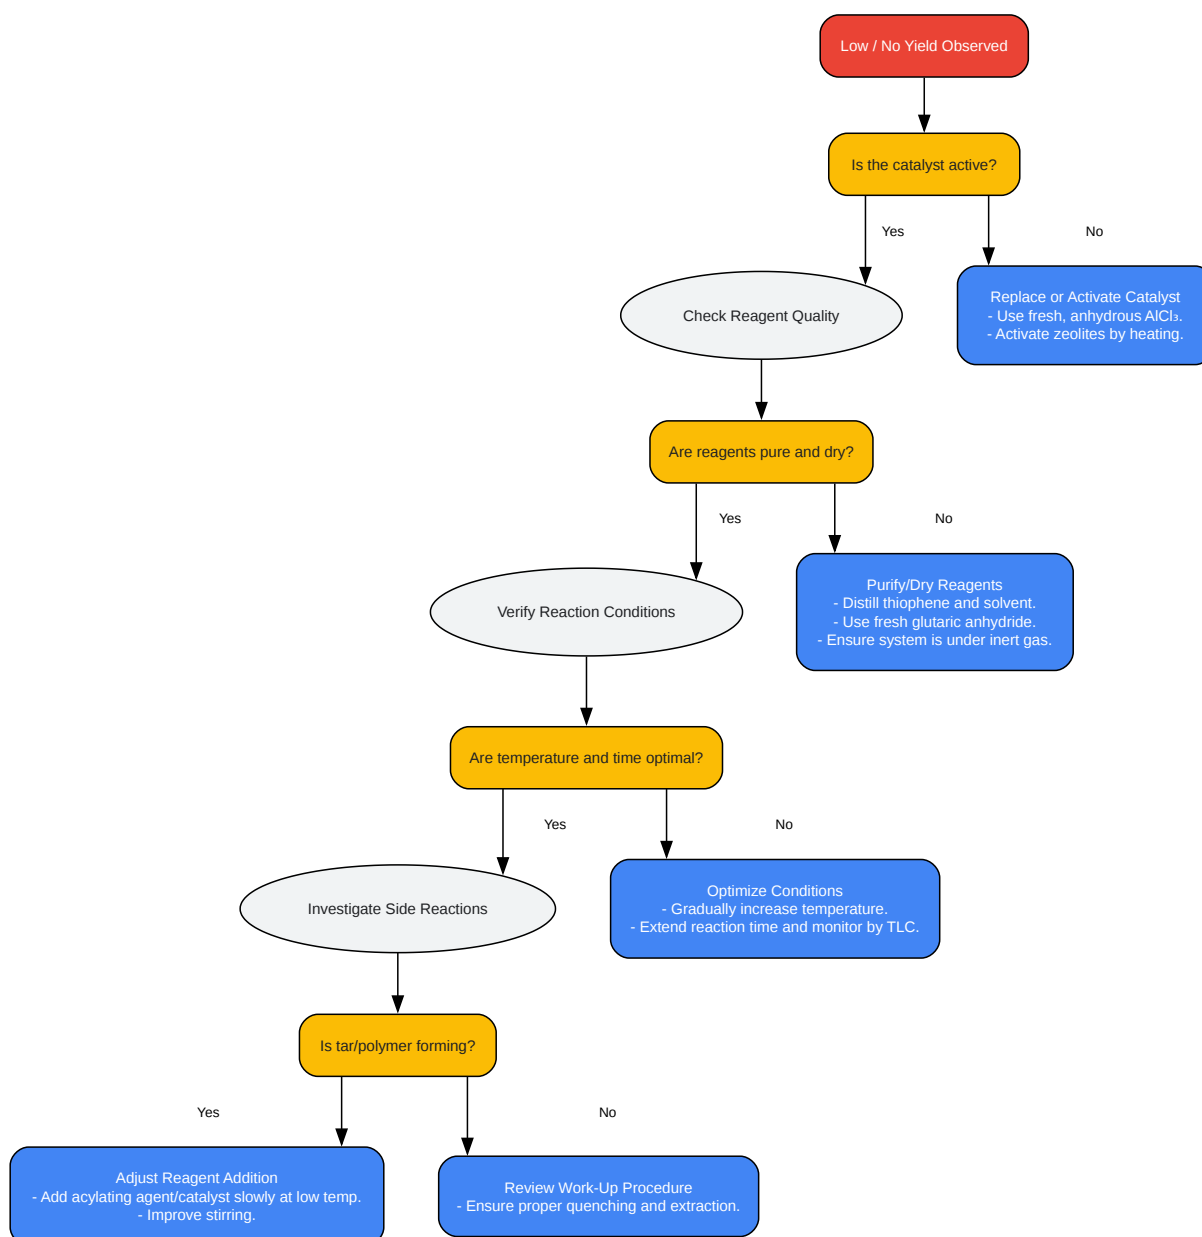 Low / No Yield Observed
Is the catalyst active?
Yes
No
Check Reagent Quality
Replace or Activate Catalyst
- Use fresh, anhydrous AlCl₃.
- Activate zeolites by heating.
Are reagents pure and dry?
Yes
No
Verify Reaction Conditions
Purify/Dry Reagents
- Distill thiophene and solvent.
- Use fresh glutaric anhydride.
- Ensure system is under inert gas.
Are temperature and time optimal?
Yes
No
Investigate Side Reactions
Optimize Conditions
- Gradually increase temperature.
- Extend reaction time and monitor by TLC.
Is tar/polymer forming?
Yes
No
Adjust Reagent Addition
- Add acylating agent/catalyst slowly at low temp.
- Improve stirring.
Review Work-Up Procedure
- Ensure proper quenching and extraction.